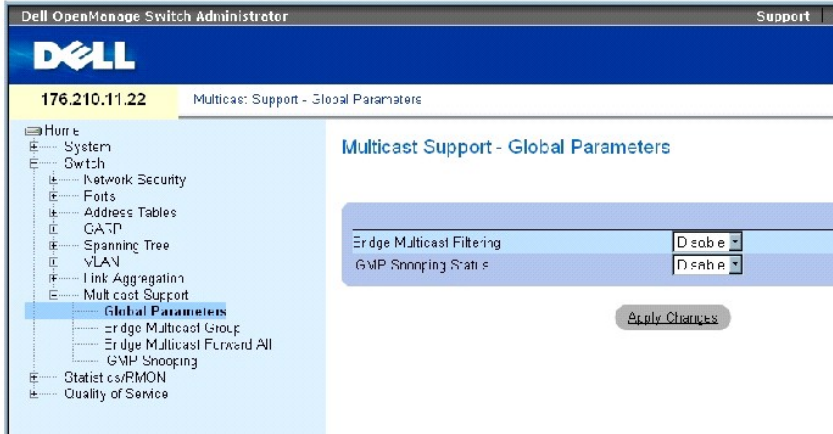 Dell OpenManage Switch Administrator
Support
DELL
176.210.11.22
Multicast Support - Global Parameters
Home
System
Switch
Network Security
Ports
Address Tables
GARP
Spanning Tree
VLAN
Link Aggregation
Multicast Support
Global Parameters
Bridge Multicast Group
Bridge Multicast Forward All
IGMP Snooping
Statistics/RMON
Quality of Service
Multicast Support - Global Parameters
Bridge Multicast Filtering
Disable
IGMP Snooping Status
Disable
Apply Changes